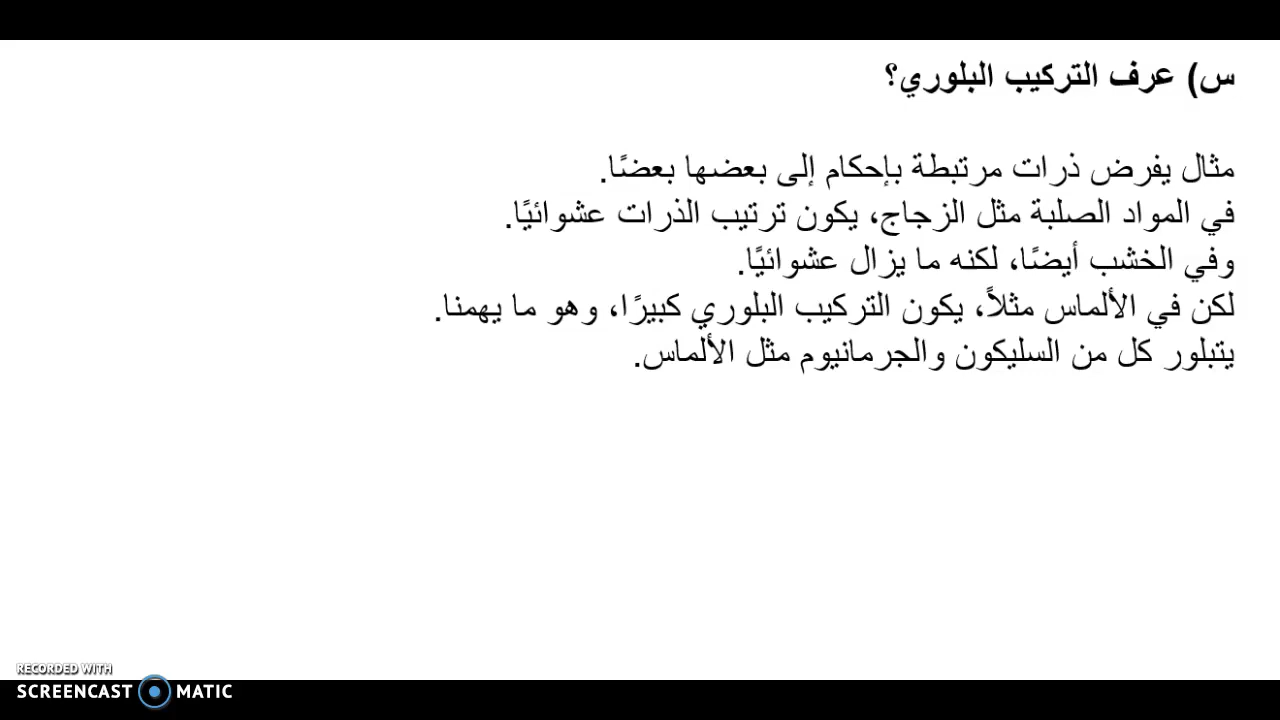 س) عرف التركيب البلوري؟
مثال يفرض ذرات مرتبطة بإحكام إلى بعضها بعضًا.
في المواد الصلبة مثل الزجاج، يكون ترتيب الذرات عشوائيًا.
وفي الخشب أيضًا، لكنه ما يزال عشوائيًا.
لكن في الألماس مثلاً، يكون التركيب البلوري كبيرًا، وهو ما يهمنا.
يتبلور كل من السليكون والجرمانيوم مثل الألماس.
RECORDED WITH
SCREENCAST MATIC